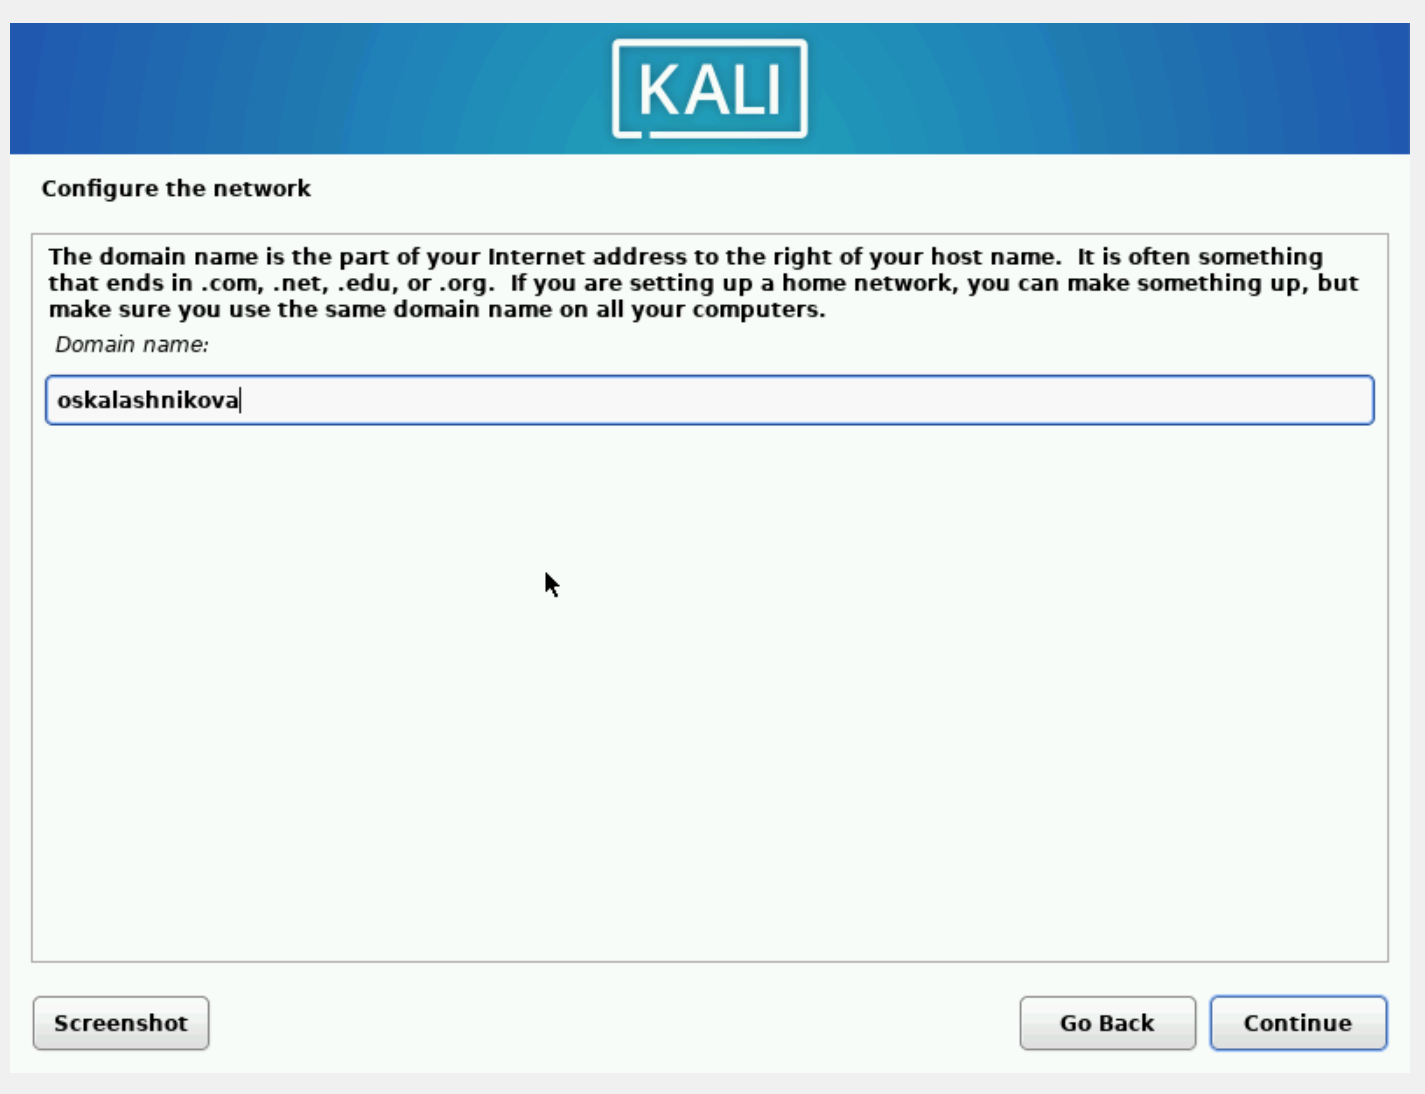 KALI
Configure the network
The domain name is the part of your Internet address to the right of your host name.  It is often something
that ends in .com, .net, .edu, or .org.  If you are setting up a home network, you can make something up, but
make sure you use the same domain name on all your computers.
Domain name:
oskalashnikova
Screenshot
Go Back
Continue